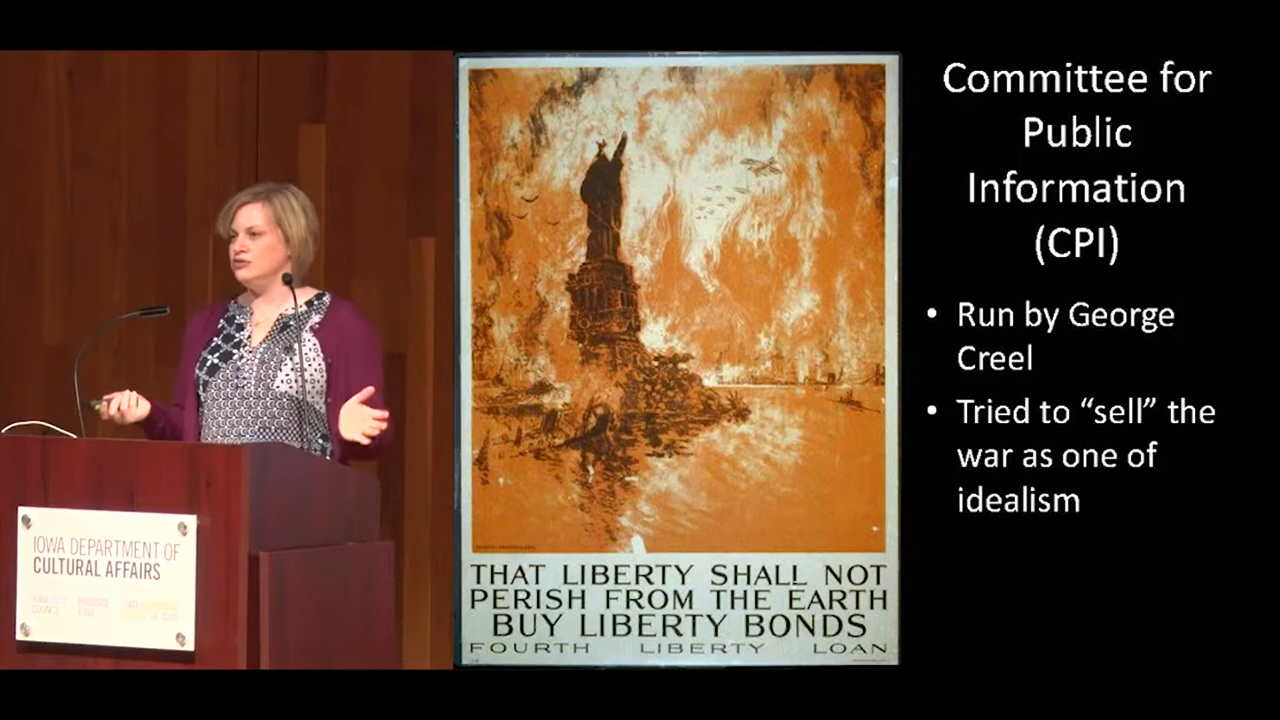 IOWA DEPARTMENT OF
CULTURAL AFFAIRS
THAT LIBERTY SHALL NOT
PERISH FROM THE EARTH
BUY LIBERTY BONDS
FOURTH LIBERTY LOAN
Committee for
Public
Information
(CPI)
• Run by George
Creel
• Tried to “sell” the
war as one of
idealism